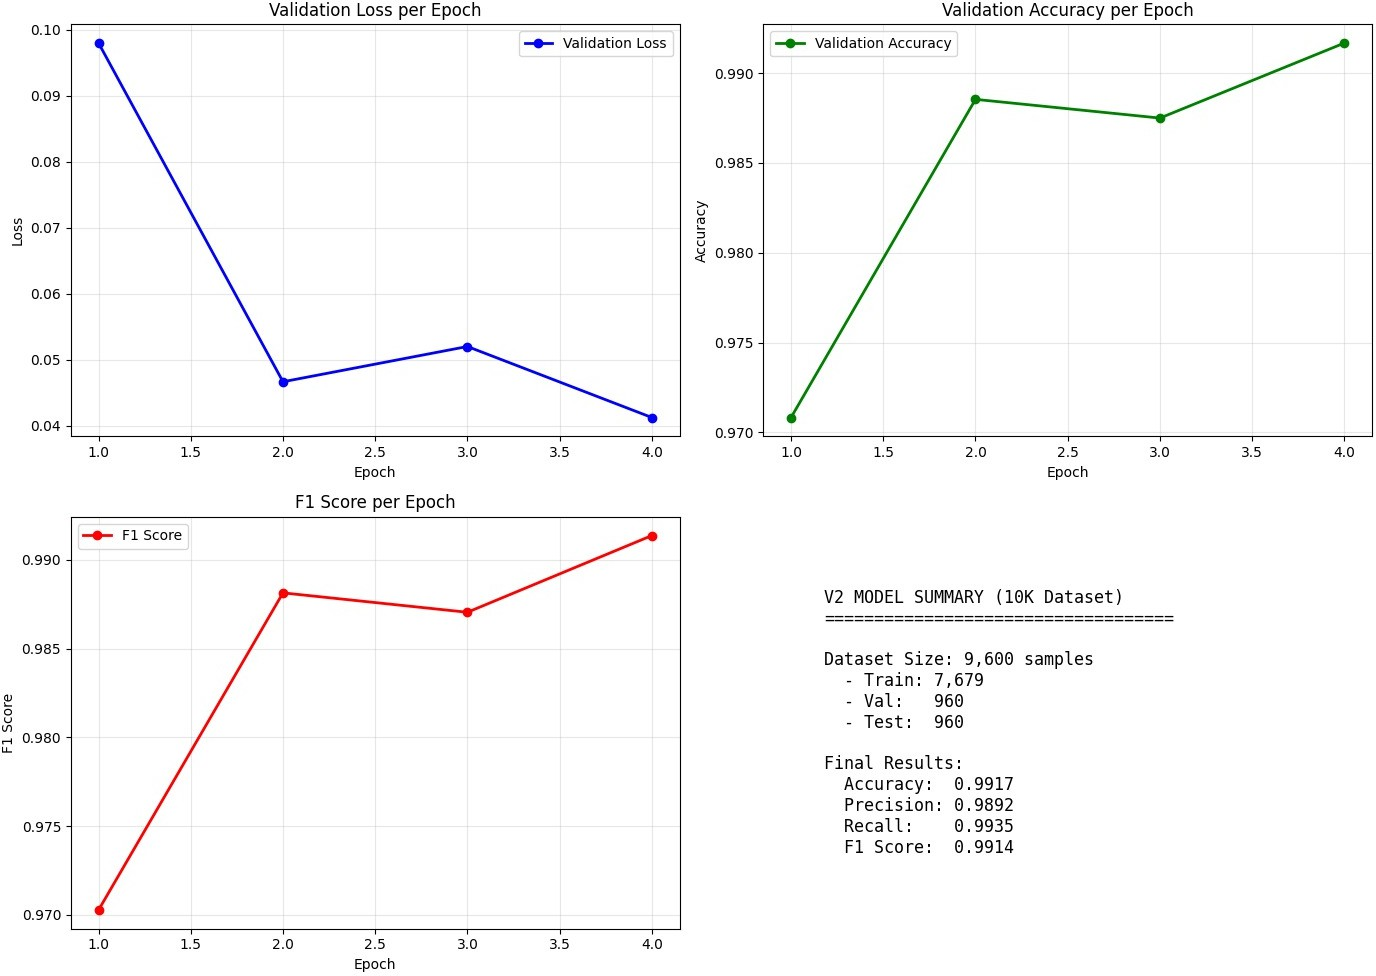 Validation Loss per Epoch
Validation Loss
0.10
0.09
0.08
0.07
0.06
0.05
0.04
Loss
1.0 1.5 2.0 2.5 3.0 3.5 4.0
Epoch
Validation Accuracy per Epoch
Validation Accuracy
0.990
0.985
0.980
0.975
0.970
Accuracy
1.0 1.5 2.0 2.5 3.0 3.5 4.0
Epoch
F1 Score per Epoch
F1 Score
0.990
0.985
0.980
0.975
0.970
F1 Score
1.0 1.5 2.0 2.5 3.0 3.5 4.0
Epoch
V2 MODEL SUMMARY (10K Dataset)
===================================
Dataset Size: 9,600 samples
- Train: 7,679
- Val: 960
- Test: 960
Final Results:
Accuracy: 0.9917
Precision: 0.9892
Recall: 0.9935
F1 Score: 0.9914